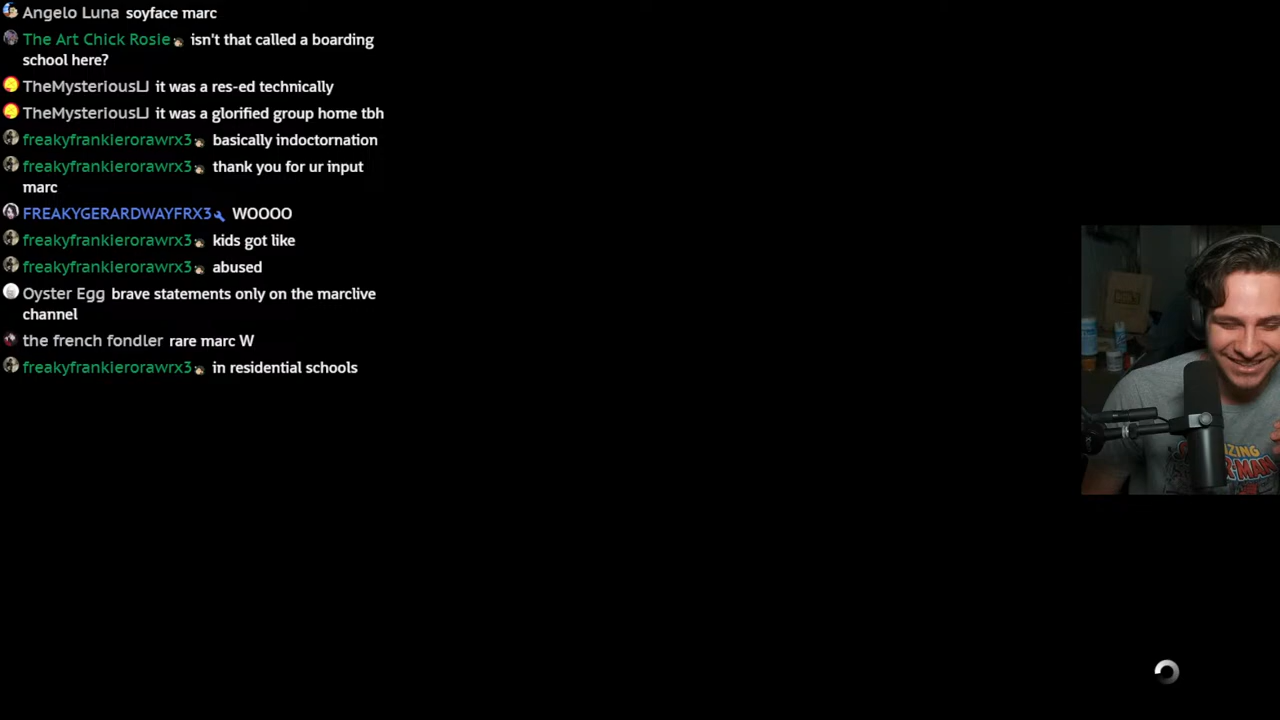 Angelo Luna soyface marc
The Art Chick Rosie isn't that called a boarding
school here?
TheMysteriousLJ it was a res-ed technically
TheMysteriousLJ it was a glorified group home tbh
freakyfrankierorawrx3 basically indoctornation
freakyfrankierorawrx3 thank you for ur input
marc
FREAKYGERARDWAYFRX3 WOOOO
freakyfrankierorawrx3 kids got like
freakyfrankierorawrx3 abused
Oyster Egg brave statements only on the marclive
channel
the french fondler rare marc W
freakyfrankierorawrx3 in residential schools